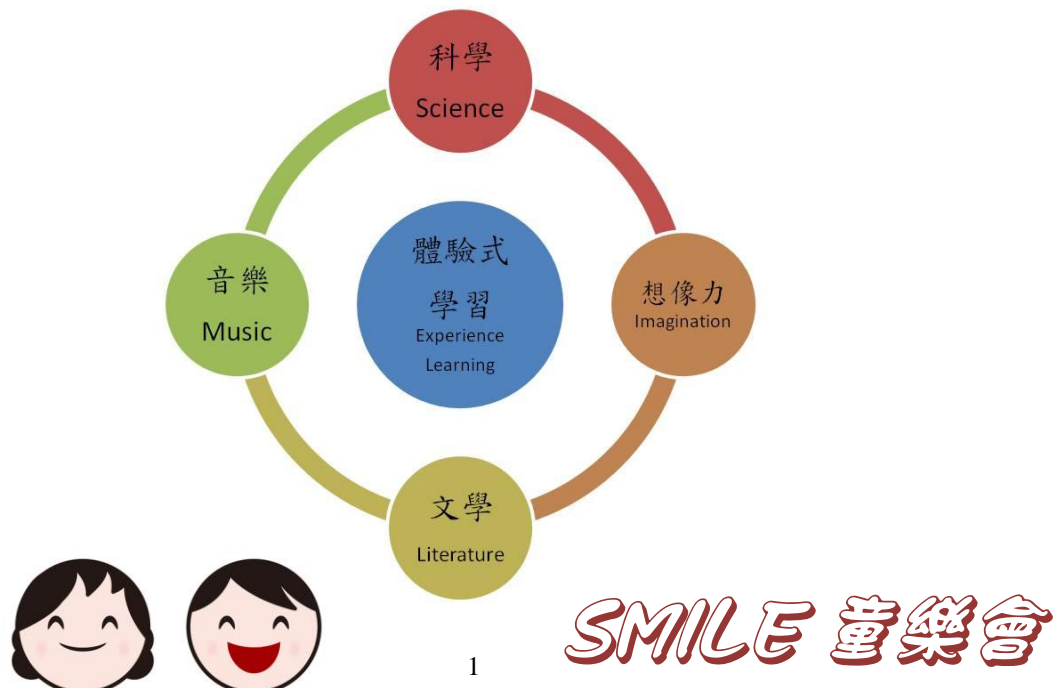 科學
Science
音樂
Music
體驗式
學習
Experience
Learning
想像力
Imagination
文學
Literature
SMILE 童樂會
1